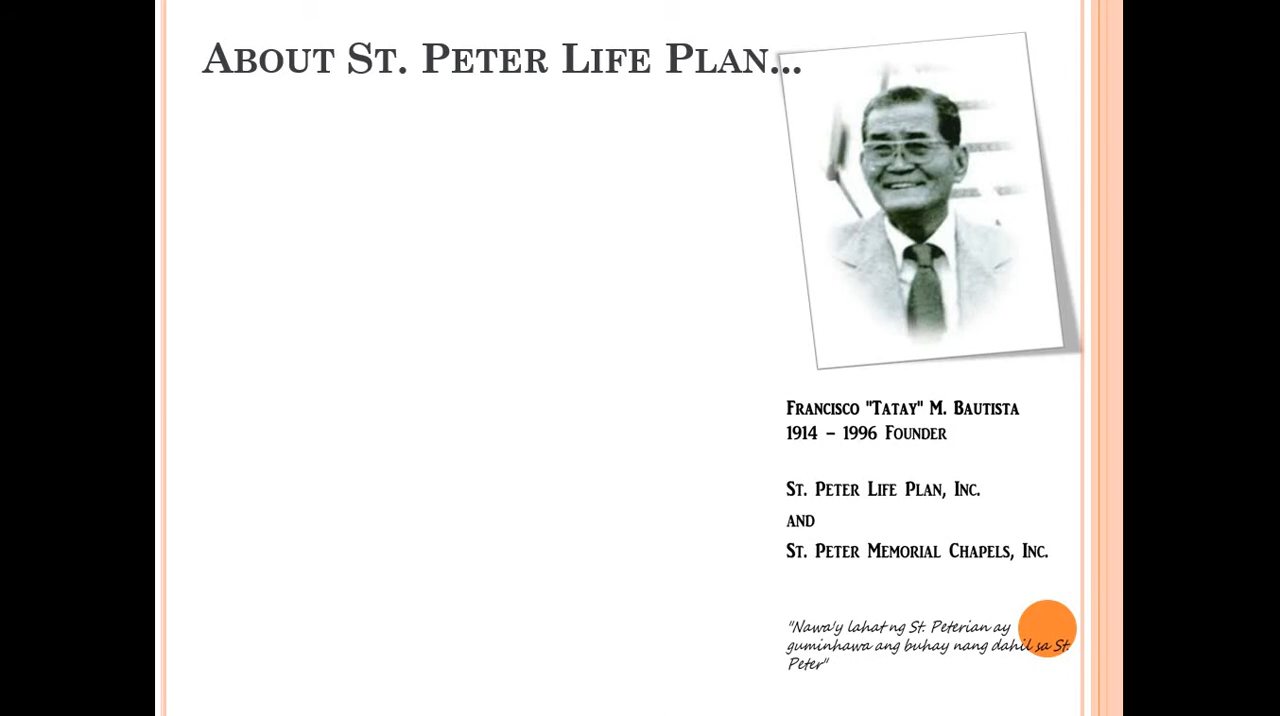 About St. Peter Life Plan...
Francisco "Tatay" M. Bautista
1914 – 1996 Founder
St. Peter Life Plan, Inc.
and
St. Peter Memorial Chapels, Inc.
"Nawa'y lahat ng St. Peterian ay
guminhawa ang buhay nang dahil sa St.
Peter"